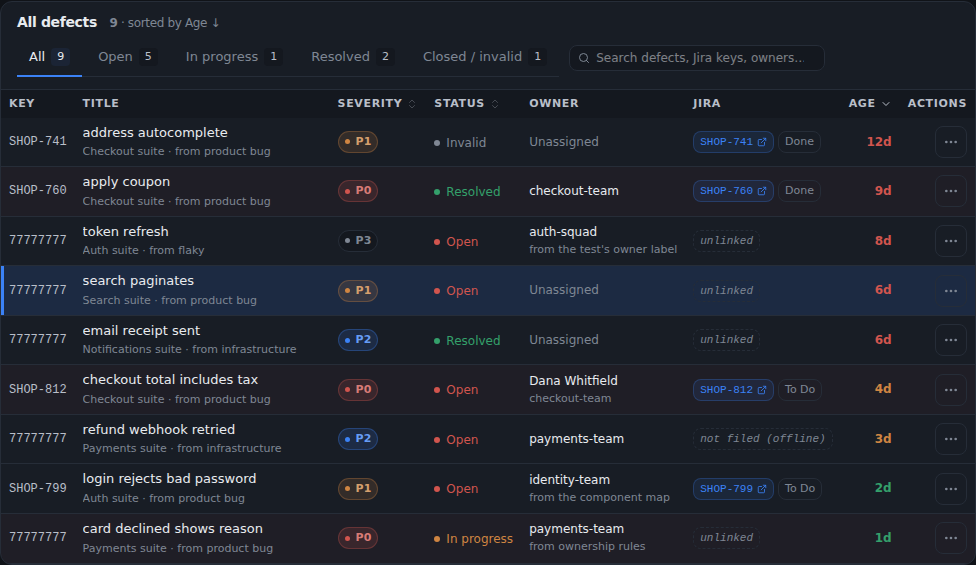 All defects 9 · sorted by Age ↓
All 9 Open 5 In progress 1 Resolved 2 Closed / invalid 1 Search defects, Jira keys, owners...
KEY TITLE SEVERITY STATUS OWNER JIRA AGE ACTIONS
SHOP-741 address autocomplete P1 Invalid Unassigned SHOP-741 Done 12d
Checkout suite · from product bug
SHOP-760 apply coupon P0 Resolved checkout-team SHOP-760 Done 9d
Checkout suite · from product bug
77777777 token refresh P3 Open auth-squad unlinked 8d
Auth suite · from flaky from the test's owner label
77777777 search paginates P1 Open Unassigned unlinked 6d
Search suite · from product bug
77777777 email receipt sent P2 Resolved Unassigned unlinked 6d
Notifications suite · from infrastructure
SHOP-812 checkout total includes tax P0 Open Dana Whitfield SHOP-812 To Do 4d
Checkout suite · from product bug checkout-team
77777777 refund webhook retried P2 Open payments-team not filed (offline) 3d
Payments suite · from infrastructure
SHOP-799 login rejects bad password P1 Open identity-team SHOP-799 To Do 2d
Auth suite · from product bug from the component map
77777777 card declined shows reason P0 In progress payments-team unlinked 1d
Payments suite · from product bug from ownership rules